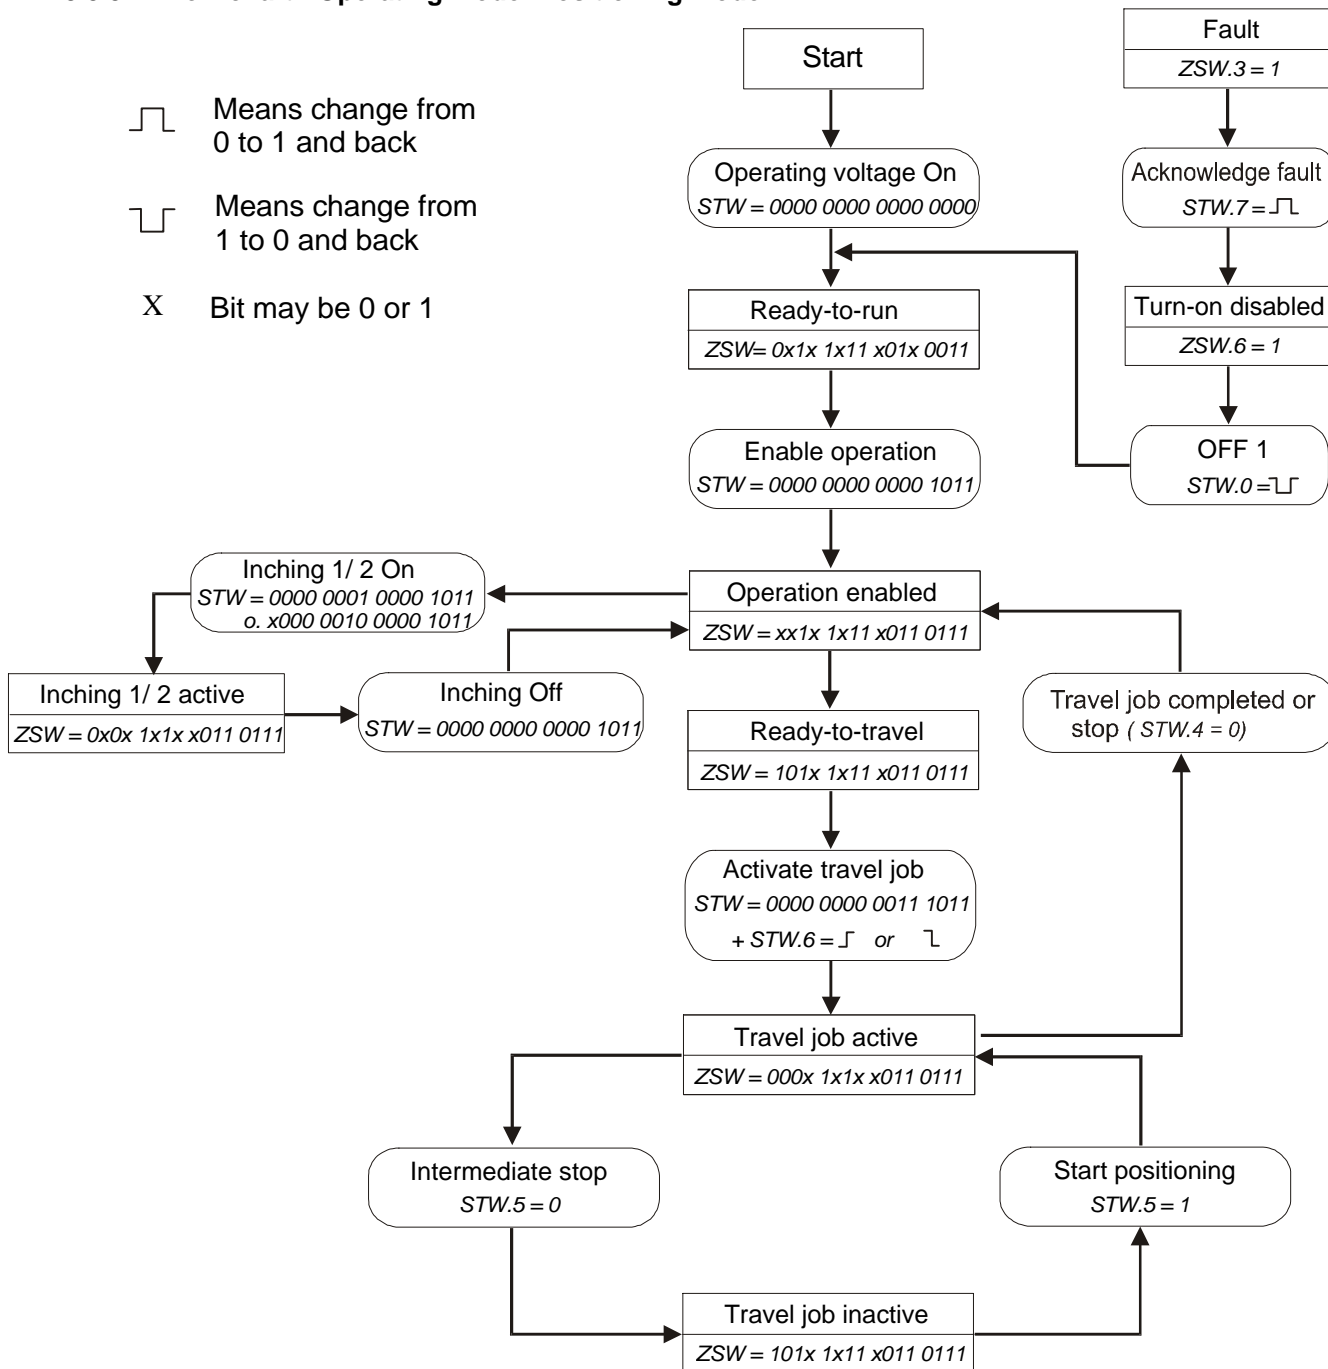 Start
Fault
ZSW.3 = 1
Means change from
0 to 1 and back
Means change from
1 to 0 and back
X Bit may be 0 or 1
Operating voltage On
STW = 0000 0000 0000 0000
Acknowledge fault
STW.7 =
Ready-to-run
ZSW= 0x1x 1x11 x01x 0011
Turn-on disabled
ZSW.6 = 1
Enable operation
STW = 0000 0000 0000 1011
OFF 1
STW.0 =
Inching 1/ 2 On
STW = 0000 0001 0000 1011
o. x000 0010 0000 1011
Operation enabled
ZSW = xx1x 1x11 x011 0111
Inching 1/ 2 active
ZSW = 0x0x 1x1x x011 0111
Inching Off
STW = 0000 0000 0000 1011
Ready-to-travel
ZSW = 101x 1x11 x011 0111
Travel job completed or
stop ( STW.4 = 0)
Activate travel job
STW = 0000 0000 0011 1011
+ STW.6 = or
Travel job active
ZSW = 000x 1x1x x011 0111
Intermediate stop
STW.5 = 0
Start positioning
STW.5 = 1
Travel job inactive
ZSW = 101x 1x11 x011 0111